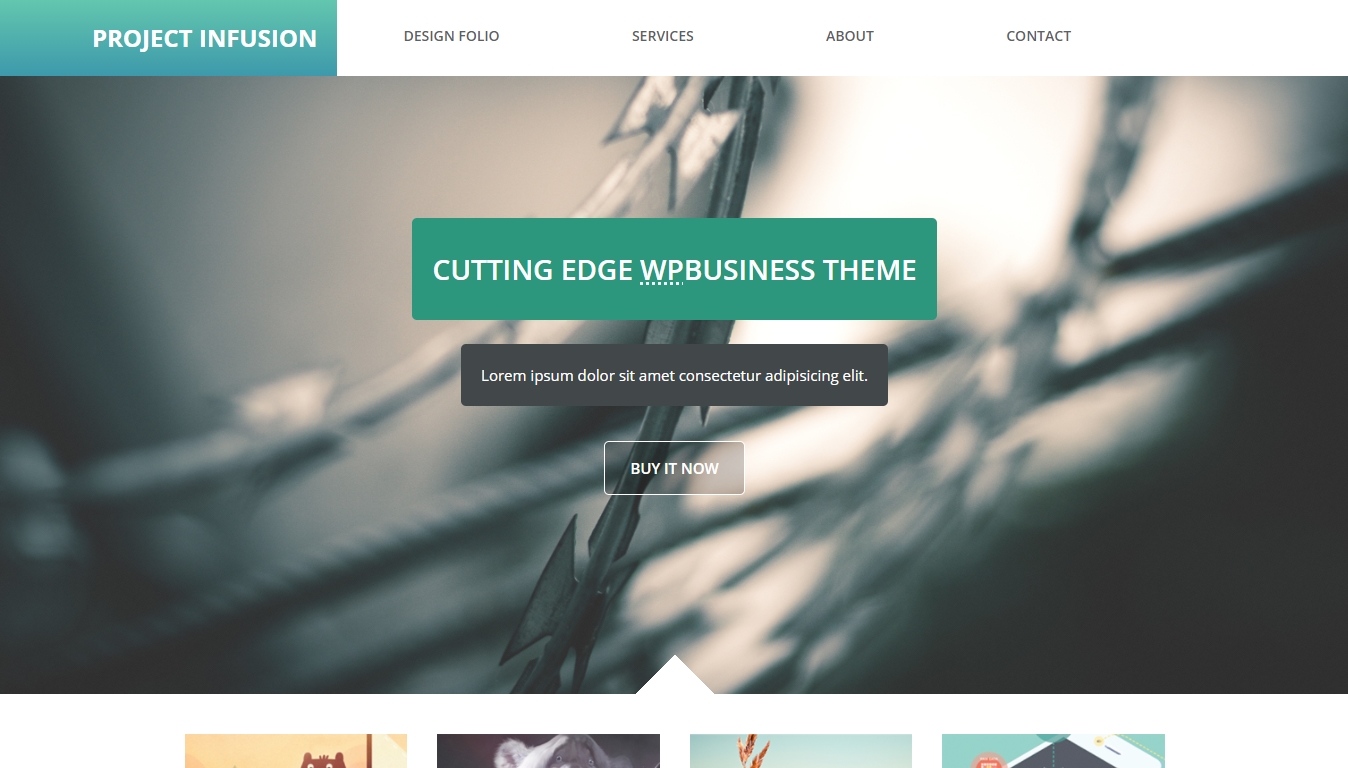 PROJECT INFUSION
DESIGN FOLIO
SERVICES
ABOUT
CONTACT
CUTTING EDGE WPBUSINESS THEME
Lorem ipsum dolor sit amet consectetur adipisicing elit.
BUY IT NOW